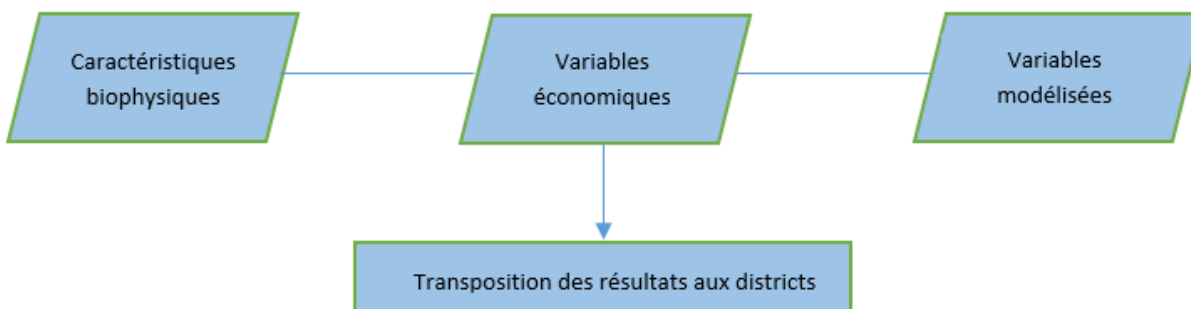 Caractéristiques
biophysiques
Variables
économiques
Variables
modélisées
Transposition des résultats aux districts